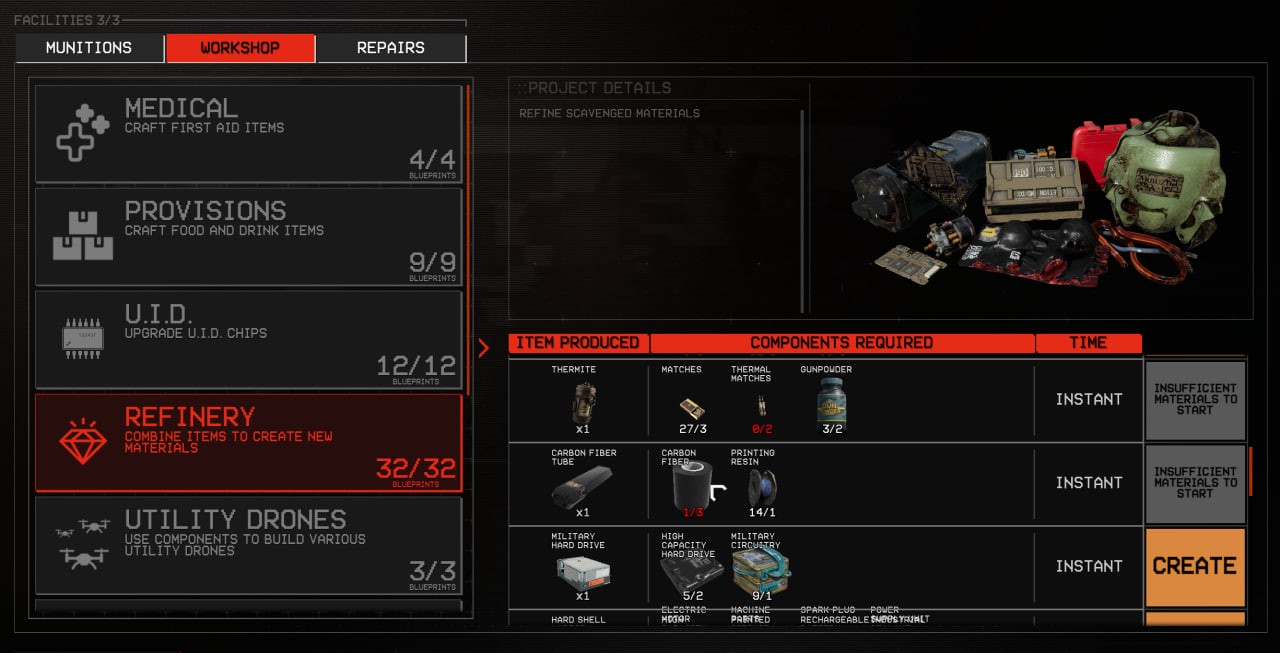 FACILITIES 3/3
MUNITIONS
WORKSHOP
REPAIRS
MEDICAL
CRAFT FIRST AID ITEMS
4/4
BLUEPRINTS
PROVISIONS
CRAFT FOOD AND DRINK ITEMS
9/9
BLUEPRINTS
U.I.D.
UPGRADE U.I.D. CHIPS
12/12
BLUEPRINTS
REFINERY
COMBINE ITEMS TO CREATE NEW
MATERIALS
32/32
BLUEPRINTS
UTILITY DRONES
USE COMPONENTS TO BUILD VARIOUS
UTILITY DRONES
3/3
BLUEPRINTS
::PROJECT DETAILS
REFINE SCAVENGED MATERIALS
ITEM PRODUCED
COMPONENTS REQUIRED
TIME
THERMITE
x1
MATCHES
27/3
THERMAL
MATCHES
0/2
GUNPOWDER
3/2
INSTANT
INSUFFICIENT
MATERIALS TO
START
CARBON FIBER
TUBE
x1
CARBON
FIBER
1/3
PRINTING
RESIN
14/1
INSTANT
INSUFFICIENT
MATERIALS TO
START
MILITARY
HARD DRIVE
x1
HIGH
CAPACITY
HARD DRIVE
5/2
MILITARY
CIRCUITRY
9/1
INSTANT
CREATE
HARD SHELL
ELECTRIC
MOTOR
MACHINE
PARTS
SPARK PLUG
RECHARGEABLE
POWER
SUPPLY UNIT